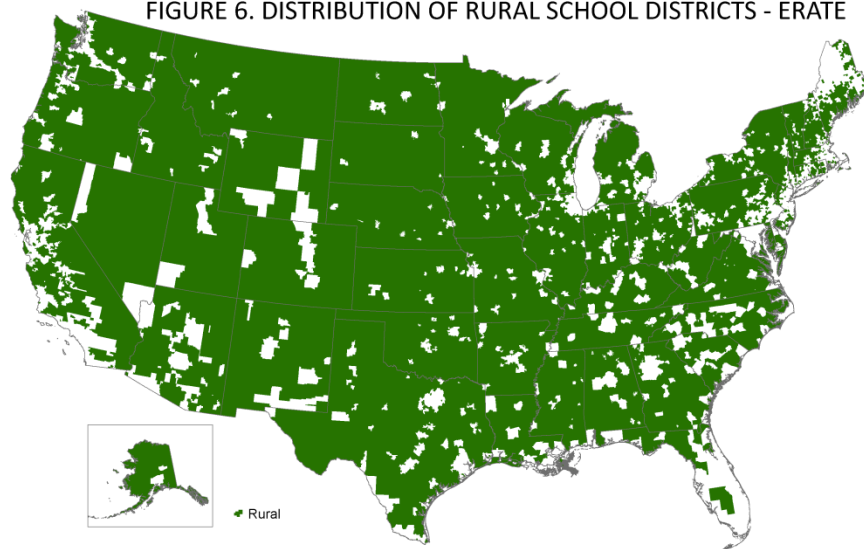 FIGURE 6. DISTRIBUTION OF RURAL SCHOOL DISTRICTS - ERATE
Rural